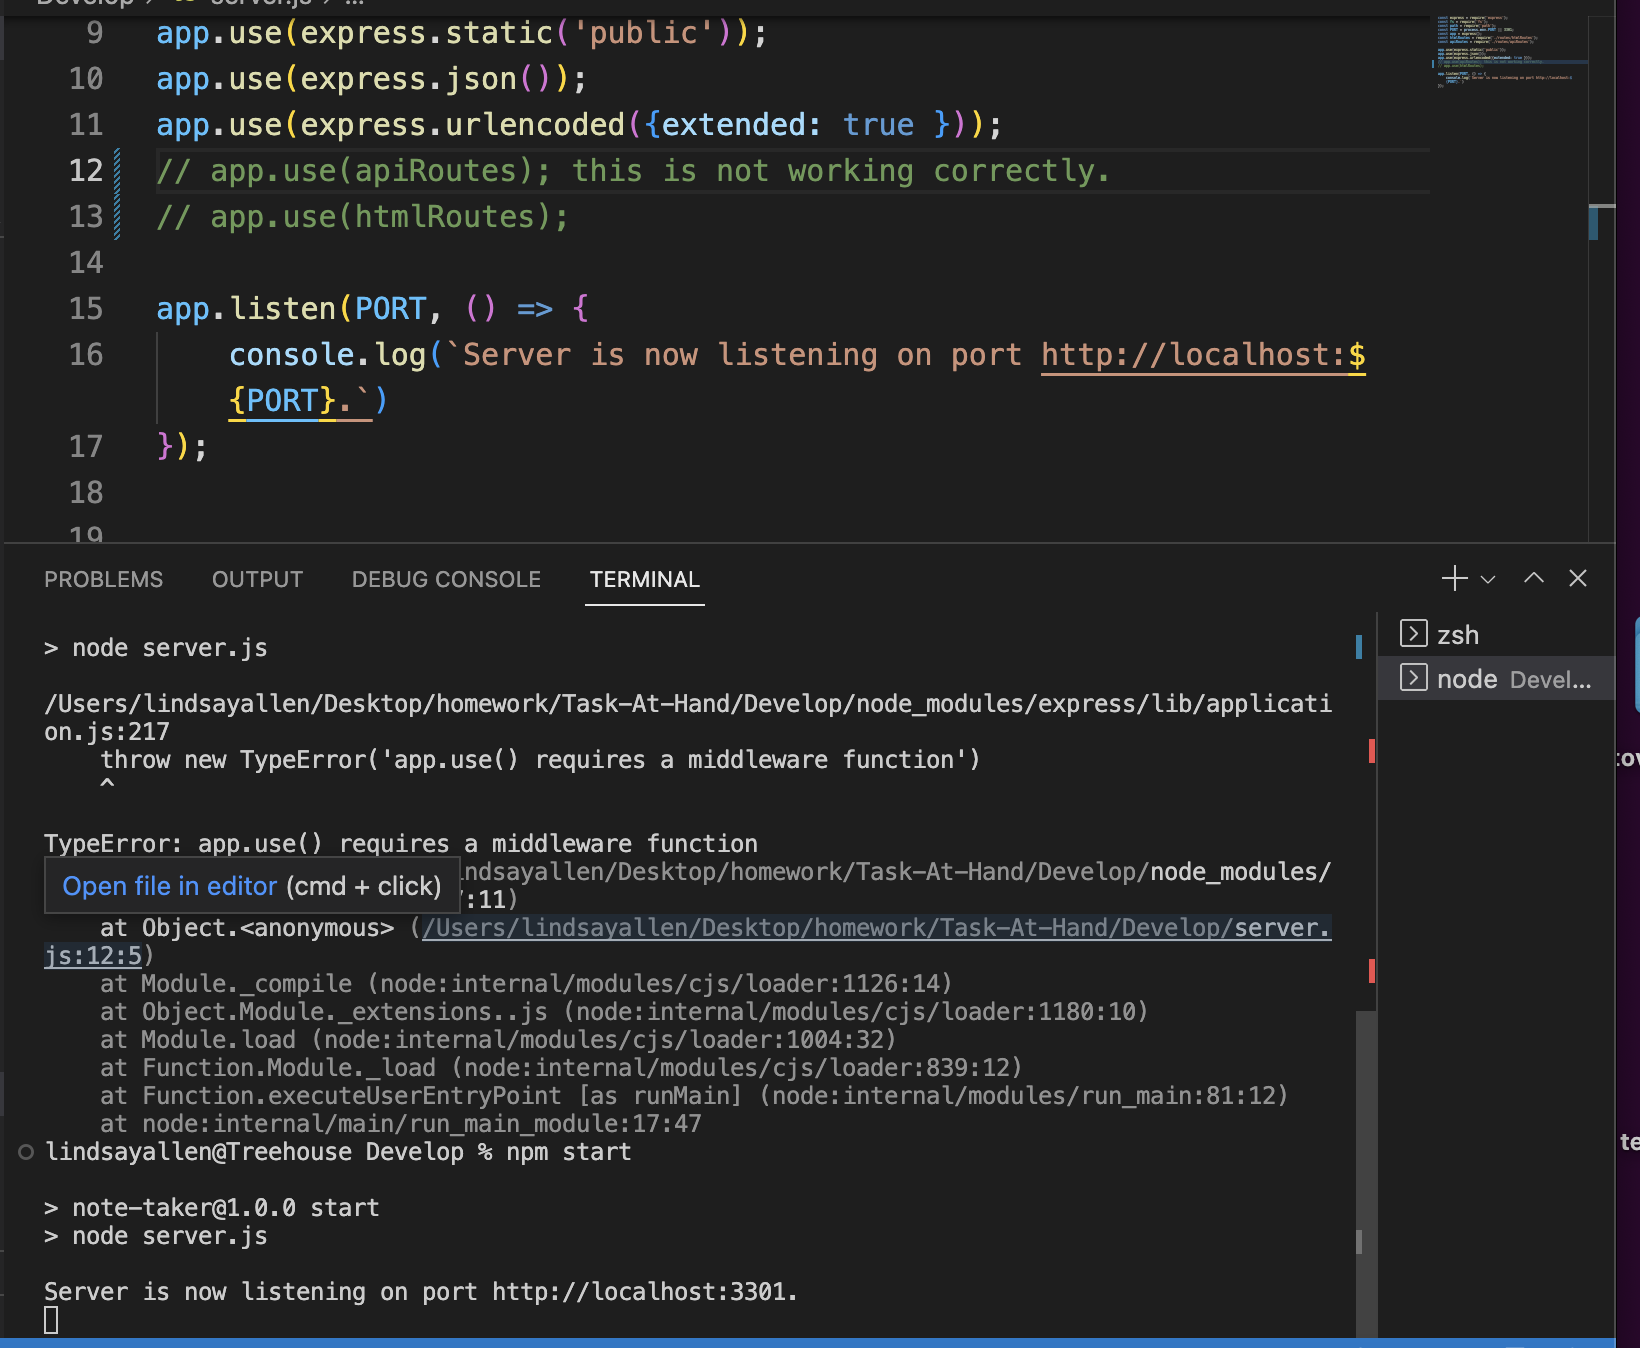 9 app.use(express.static('public'));
10 app.use(express.json());
11 app.use(express.urlencoded({extended: true }));
12 // app.use(apiRoutes); this is not working correctly.
13 // app.use(htmlRoutes);
14
15 app.listen(PORT, () => {
16 console.log(`Server is now listening on port http://localhost:$
{PORT}.`)
17 });
18
19
PROBLEMS OUTPUT DEBUG CONSOLE TERMINAL
> node server.js
/Users/lindsayallen/Desktop/homework/Task-At-Hand/Develop/node_modules/express/lib/applicati
on.js:217
throw new TypeError('app.use() requires a middleware function')
^
TypeError: app.use() requires a middleware function
ndsayallen/Desktop/homework/Task-At-Hand/Develop/node_modules/
Open file in editor (cmd + click) :11)
at Object.<anonymous> (/Users/lindsayallen/Desktop/homework/Task-At-Hand/Develop/server.
js:12:5)
at Module._compile (node:internal/modules/cjs/loader:1126:14)
at Object.Module._extensions..js (node:internal/modules/cjs/loader:1180:10)
at Module.load (node:internal/modules/cjs/loader:1004:32)
at Function.Module._load (node:internal/modules/cjs/loader:839:12)
at Function.executeUserEntryPoint [as runMain] (node:internal/modules/run_main:81:12)
at node:internal/main/run_main_module:17:47
lindsayallen@Treehouse Develop % npm start
> note-taker@1.0.0 start
> node server.js
Server is now listening on port http://localhost:3301.
zsh
node Devel...